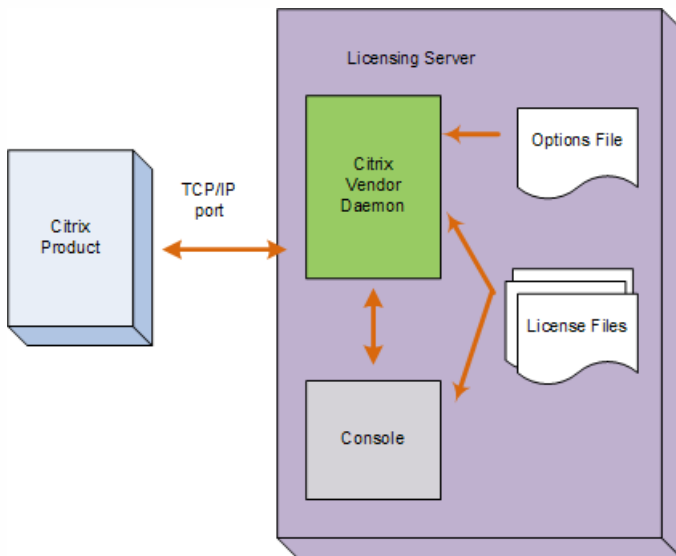 Licensing Server
Citrix
Vendor
Daemon
Options File
TCP/IP
port
Citrix
Product
License Files
Console